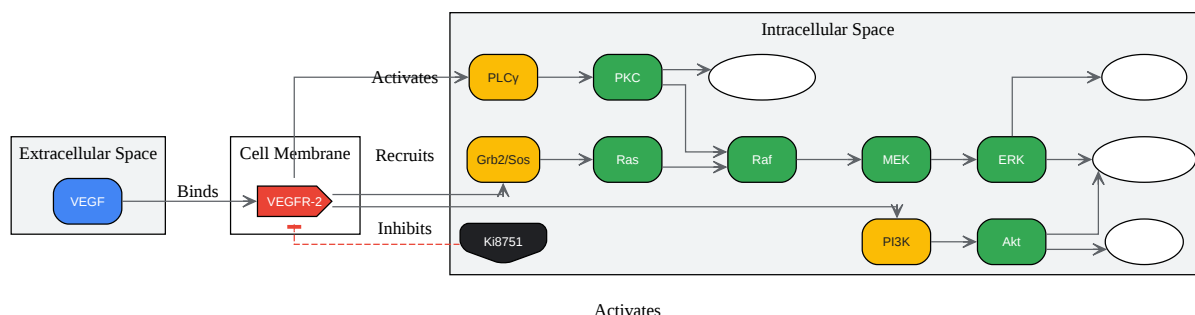 Intracellular Space
Activates
PLCγ
PKC
Extracellular Space
Cell Membrane
Recruits
Grb2/Sos
Ras
Raf
MEK
ERK
VEGF
Binds
VEGFR-2
Inhibits
Ki8751
PI3K
Akt
Activates